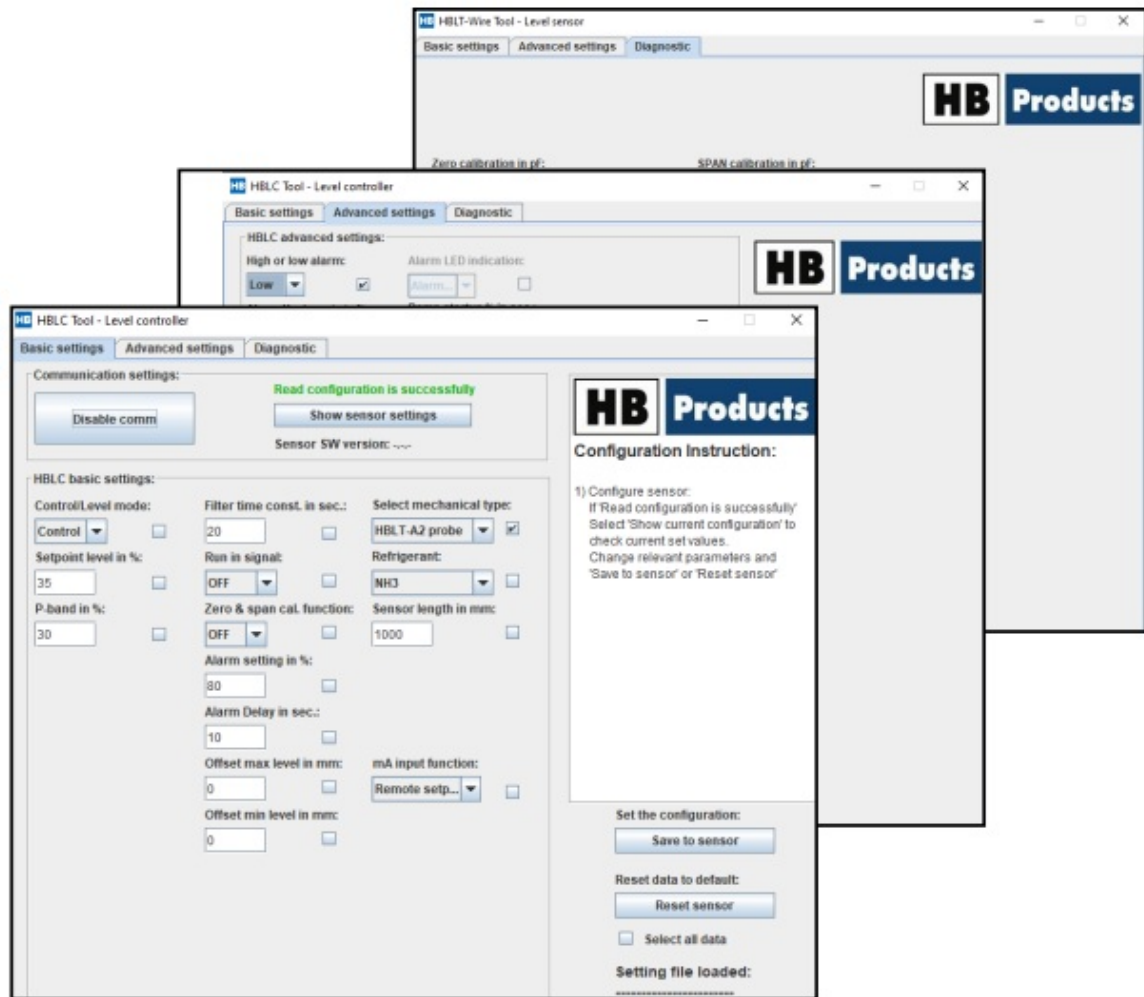 HB HBLT-Wire Tool - Level sensor
Basic settings Advanced settings Diagnostic
HB Products
Zero calibration in pF: SPAN calibration in pF:
HB HBLC Tool - Level controller
Basic settings Advanced settings Diagnostic
HBLC advanced settings:
High or low alarm: Alarm LED indication:
Low Alarm...
HB Products
HB HBLC Tool - Level controller
Basic settings Advanced settings Diagnostic
Communication settings:
Read configuration is successfully
Disable comm
Show sensor settings
Sensor SW version: -.--
HBLC basic settings:
Control/Level mode: Filter time const. in sec.: Select mechanical type:
Control 20 HBLT-A2 probe
Setpoint level in %: Run in signal: Refrigerant:
35 OFF NH3
P-band in %: Zero & span cal. function: Sensor length in mm:
30 OFF 1000
Alarm setting in %:
80
Alarm Delay in sec.:
10
Offset max level in mm: mA input function:
0 Remote setp...
Offset min level in mm:
0
HB Products
Configuration Instruction:
1) Configure sensor:
If 'Read configuration is successfully'
Select 'Show current configuration' to
check current set values.
Change relevant parameters and
'Save to sensor' or 'Reset sensor'
Set the configuration:
Save to sensor
Reset data to default:
Reset sensor
Select all data
Setting file loaded:
------------------------